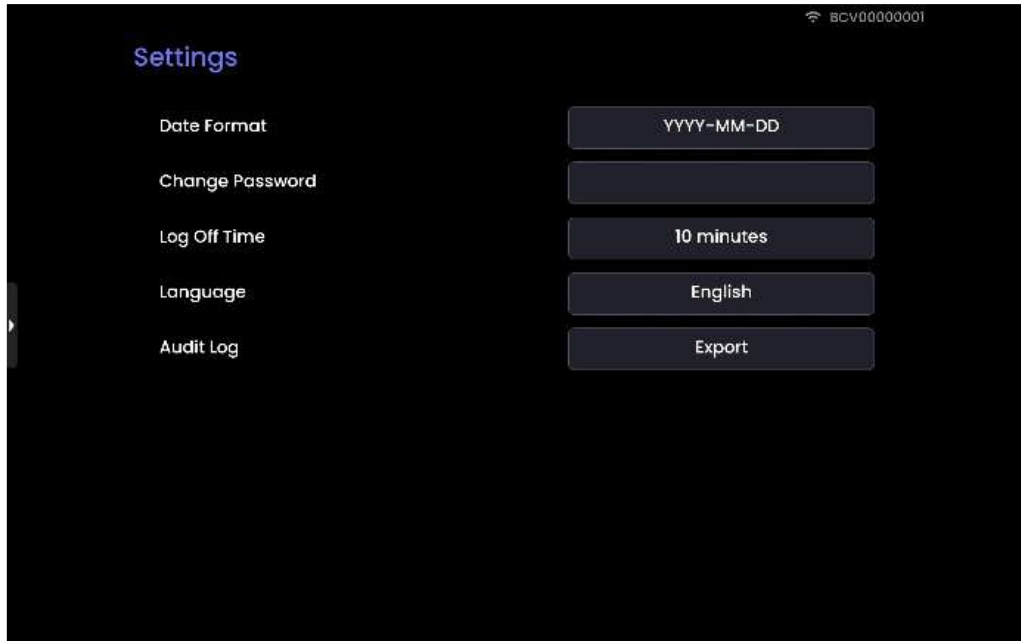 BCV00000001
Settings
Date Format YYYY-MM-DD
Change Password
Log Off Time 10 minutes
Language English
Audit Log Export